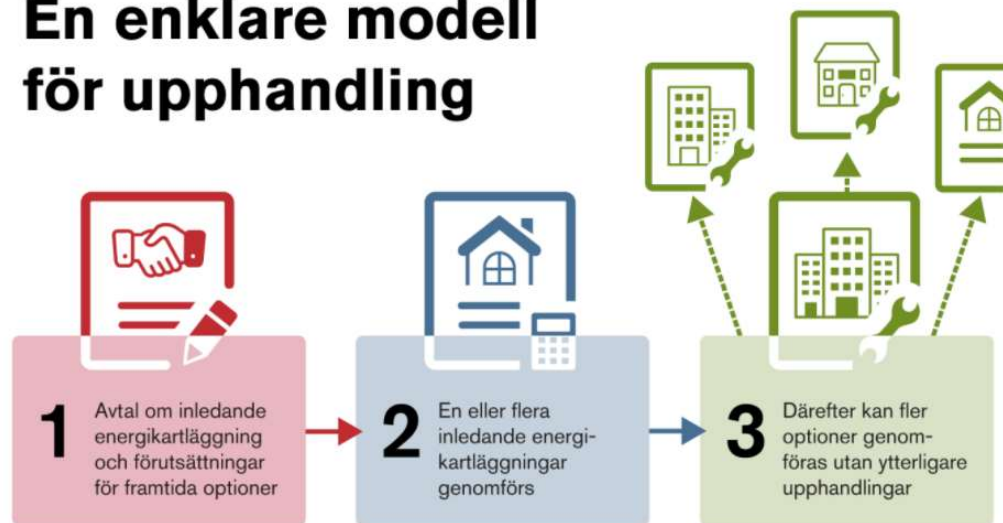 En enklare modell
för upphandling
1
Avtal om inledande
energikartläggning
och förutsättningar
för framtida optioner
2
En eller flera
inledande energi-
kartläggningar
genomförs
3
Därefter kan fler
optioner genom-
föras utan ytterligare
upphandlingar